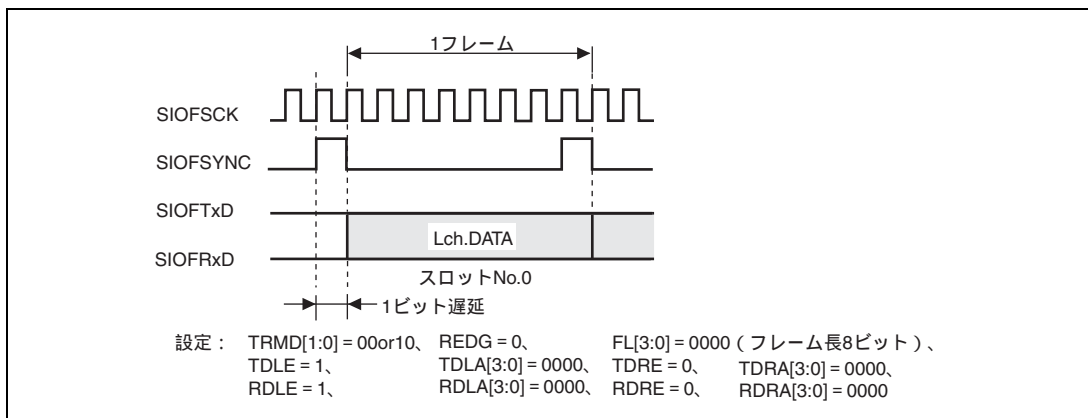 1フレーム
SIOFSCK
SIOFSYNC
SIOFTxD
Lch.DATA
SIOFRxD
スロットNo.0
1ビット遅延
設定： TRMD[1:0] = 00or10、 REDG = 0、 FL[3:0] = 0000（フレーム長8ビット）、
TDLE = 1、 TDLA[3:0] = 0000、 TDRE = 0、 TDRA[3:0] = 0000、
RDLE = 1、 RDLA[3:0] = 0000、 RDRE = 0、 RDRA[3:0] = 0000